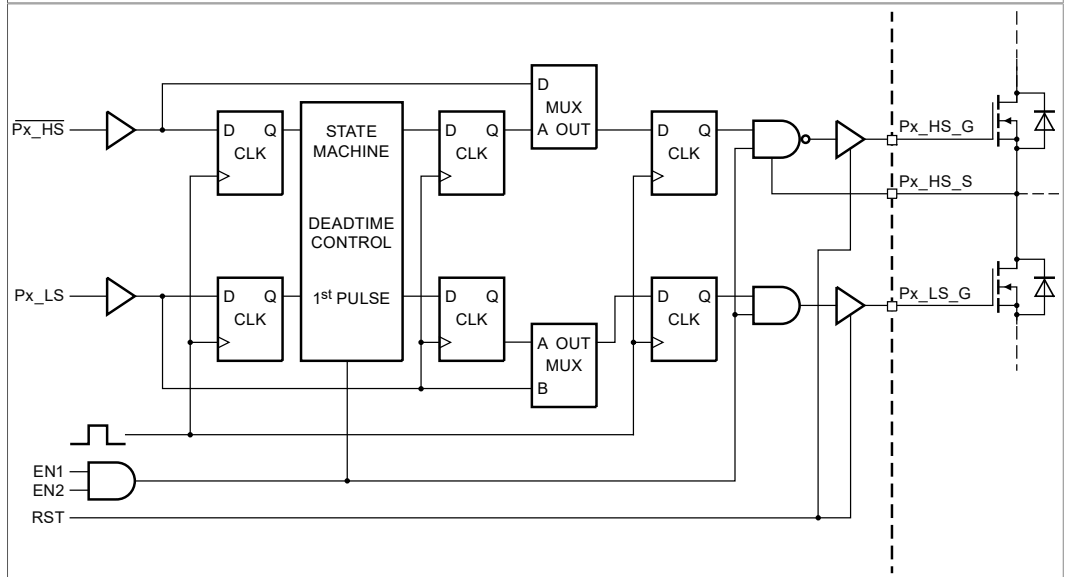 Px_HS
D Q
CLK
STATE
MACHINE
DEADTIME
CONTROL
1st PULSE
D Q
CLK
D
MUX
A OUT
D Q
CLK
Px_HS_G
Px_HS_S
Px_LS
D Q
CLK
D Q
CLK
A OUT
MUX
B
D Q
CLK
Px_LS_G
EN1
EN2
RST